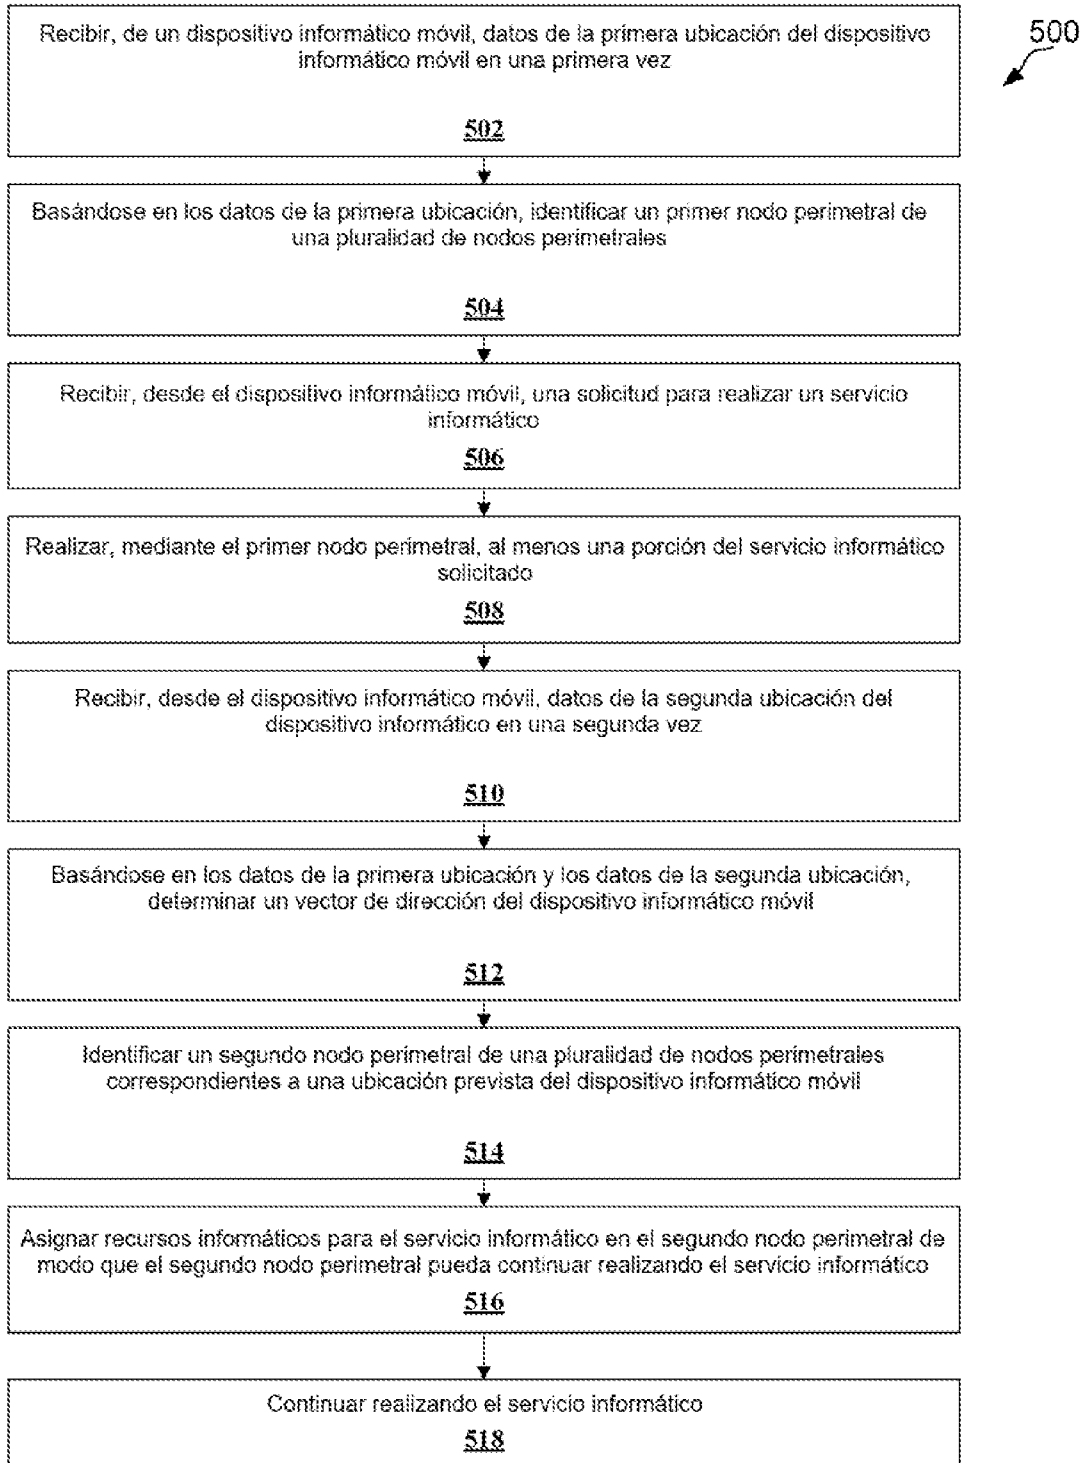 500
Recibir, de un dispositivo informático móvil, datos de la primera ubicación del dispositivo
informático móvil en una primera vez
502
Basándose en los datos de la primera ubicación, identificar un primer nodo perimetral de
una pluralidad de nodos perimetrales
504
Recibir, desde el dispositivo informático móvil, una solicitud para realizar un servicio
informático
506
Realizar, mediante el primer nodo perimetral, al menos una porción del servicio informático
solicitado
508
Recibir, desde el dispositivo informático móvil, datos de la segunda ubicación del
dispositivo informático en una segunda vez
510
Basándose en los datos de la primera ubicación y los datos de la segunda ubicación,
determinar un vector de dirección del dispositivo informático móvil
512
Identificar un segundo nodo perimetral de una pluralidad de nodos perimetrales
correspondientes a una ubicación prevista del dispositivo informático móvil
514
Asignar recursos informáticos para el servicio informático en el segundo nodo perimetral de
modo que el segundo nodo perimetral pueda continuar realizando el servicio informático
516
Continuar realizando el servicio informático
518